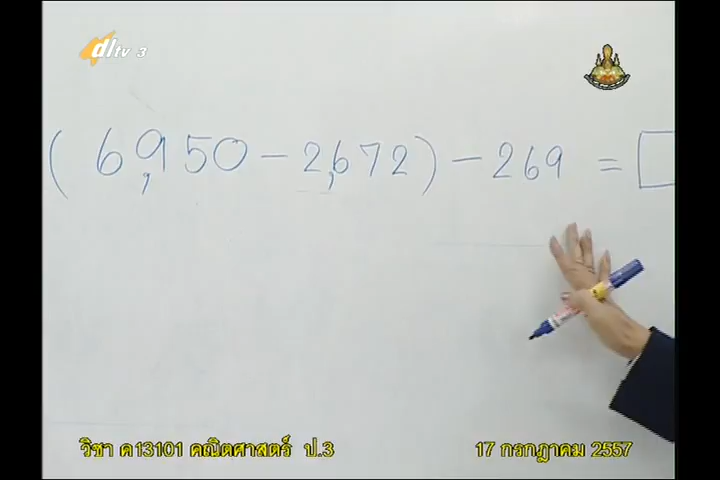 dltv 3
( 6,950 - 2,672 ) - 269 = □
วิชา ค13101 คณิตศาสตร์ ป.3
17 กรกฎาคม 2557